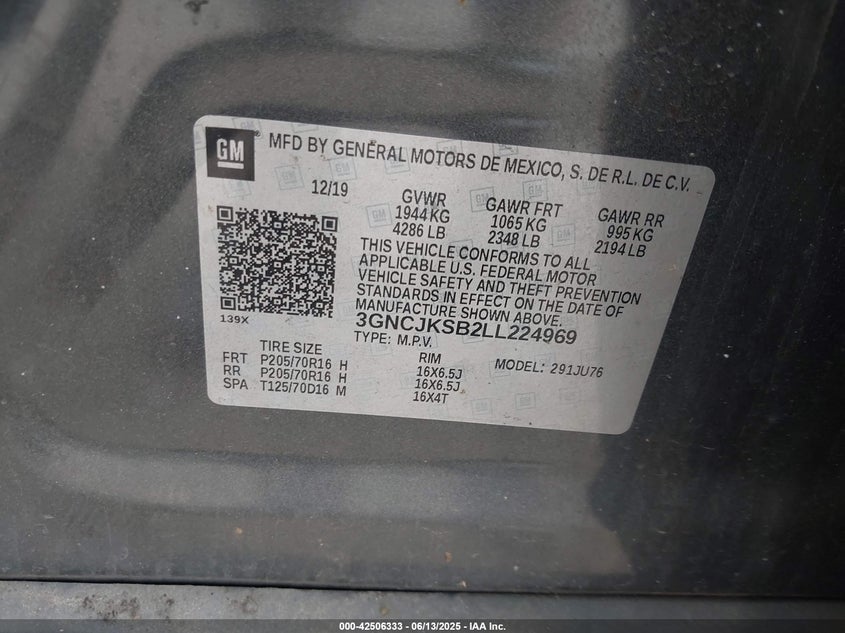 GM ® MFD BY GENERAL MOTORS DE MEXICO, S. DE R.L. DE C.V.
12/19 GVWR GAWR FRT GAWR RR
1944 KG 1065 KG 995 KG
4286 LB 2348 LB 2194 LB
THIS VEHICLE CONFORMS TO ALL
APPLICABLE U.S. FEDERAL MOTOR
VEHICLE SAFETY AND THEFT PREVENTION
STANDARDS IN EFFECT ON THE DATE OF
MANUFACTURE SHOWN ABOVE.
139X 3GNCJKSB2LL224969
TYPE: M.P.V. MODEL: 291JU76
TIRE SIZE RIM
FRT P205/70R16 H 16X6.5J
RR P205/70R16 H 16X6.5J
SPA T125/70D16 M 16X4T
000-42506333 - 06/13/2025 - IAA Inc.